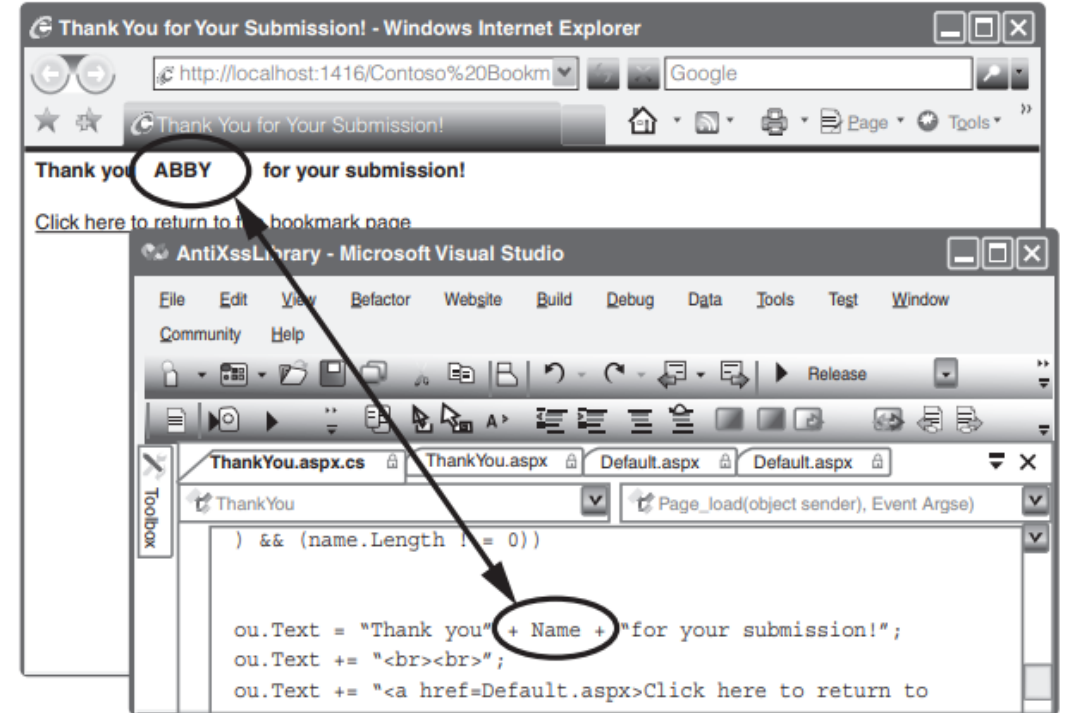 Thank You for Your Submission! - Windows Internet Explorer
http://localhost:1416/Contoso%20Bookm
Google
Thank You for Your Submission!
Page
Tools
Thank you ABBY for your submission!
Click here to return to the bookmark page
AntiXssLibrary - Microsoft Visual Studio
File Edit View Befactor Website Build Debug Data Tools Test Window
Community Help
Release
A
ThankYou.aspx.cs ThankYou.aspx Default.aspx Default.aspx
Toolbox
ThankYou
Page_load(object sender), Event Argse)
) && (name.Length != 0))
ou.Text = "Thank you" + Name + "for your submission!";
ou.Text += "<br><br>";
ou.Text += "<a href=Default.aspx>Click here to return to